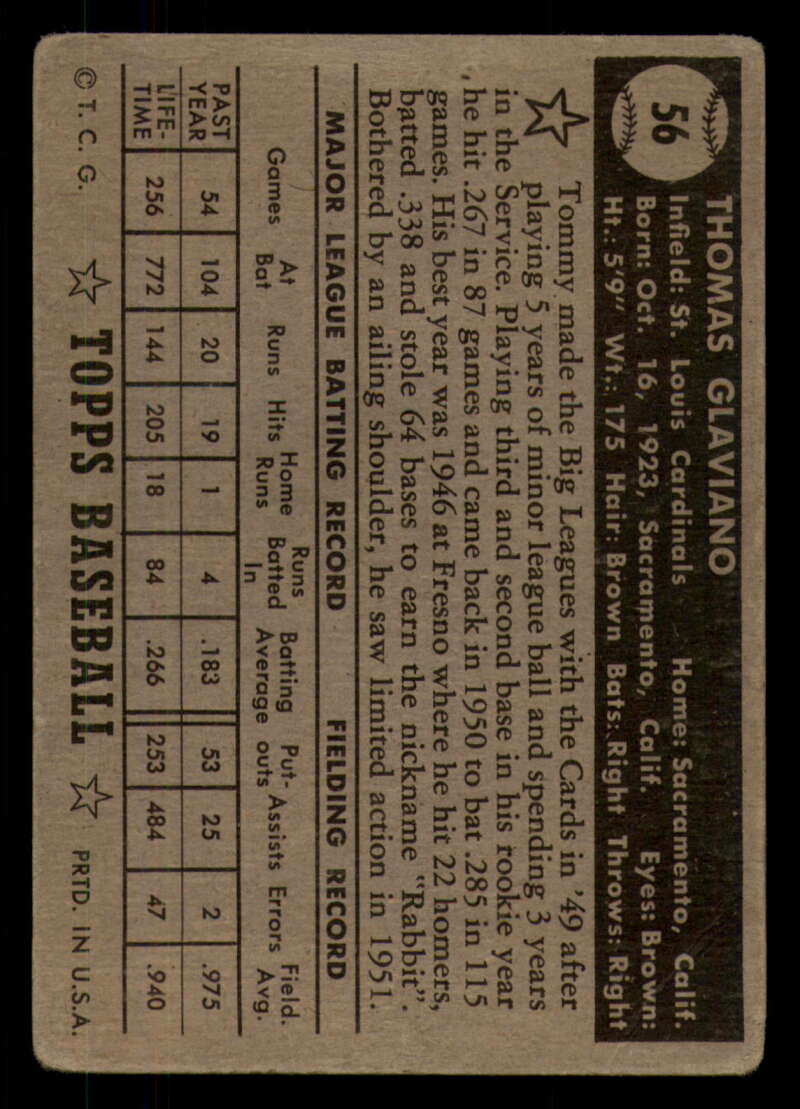 56
THOMAS GLAVIANO
Infield: St. Louis Cardinals Home: Sacramento, Calif.
Born: Oct. 16, 1923, Sacramento, Calif. Eyes: Brown:
Ht.: 5'9" Wt.: 175 Hair: Brown Bats: Right Throws: Right
Tommy made the Big Leagues with the Cards in '49 after
playing 5 years of minor league ball and spending 3 years
in the Service. Playing third and second base in his rookie year
he hit .267 in 87 games and came back in 1950 to bat .285 in 115
games. His best year was 1946 at Fresno where he hit 22 homers,
batted .338 and stole 64 bases to earn the nickname "Rabbit".
Bothered by an ailing shoulder, he saw limited action in 1951.
MAJOR LEAGUE BATTING RECORD FIELDING RECORD
Games At Bat Runs Hits Home Runs Runs Batted In Batting Average Put-outs Assists Errors Field. Avg.
PAST YEAR 54 104 20 19 1 4 .183 53 25 2 .975
LIFE-TIME 256 772 144 205 18 84 .266 253 484 47 .940
© T. C. G. ☆ TOPPS BASEBALL ☆ PRTD. IN U.S.A.